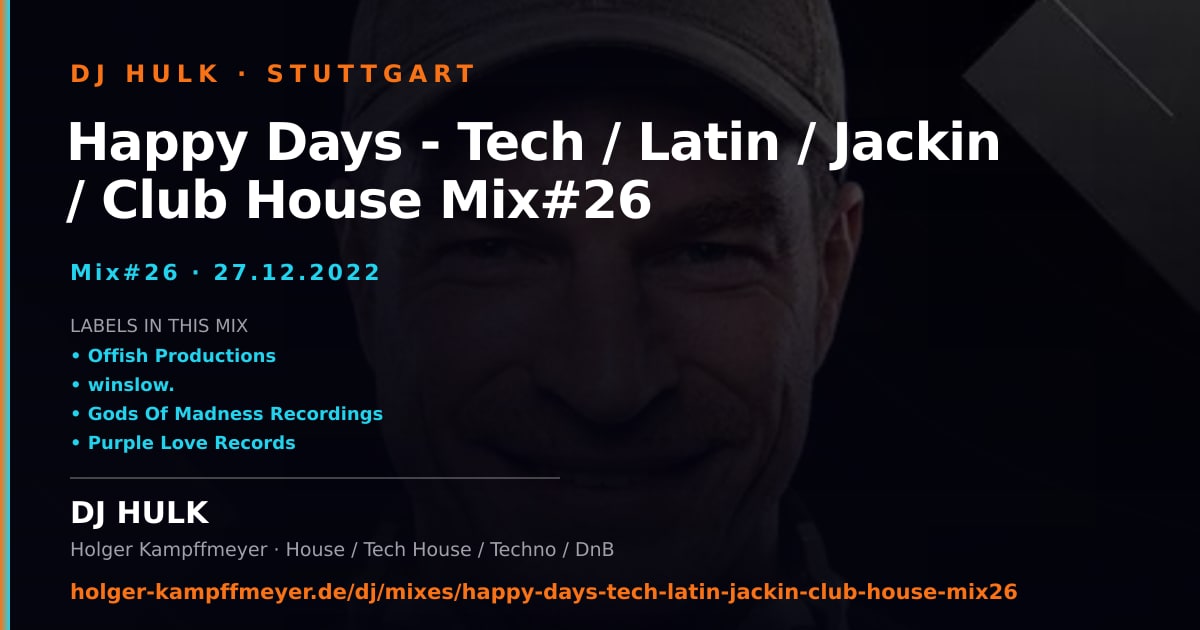 DJ HULK · STUTTGART
Happy Days - Tech / Latin / Jackin
/ Club House Mix#26
Mix#26 · 27.12.2022
LABELS IN THIS MIX
• Offish Productions
• winslow.
• Gods Of Madness Recordings
• Purple Love Records
DJ HULK
Holger Kampffmeyer · House / Tech House / Techno / DnB
holger-kampffmeyer.de/dj/mixes/happy-days-tech-latin-jackin-club-house-mix26